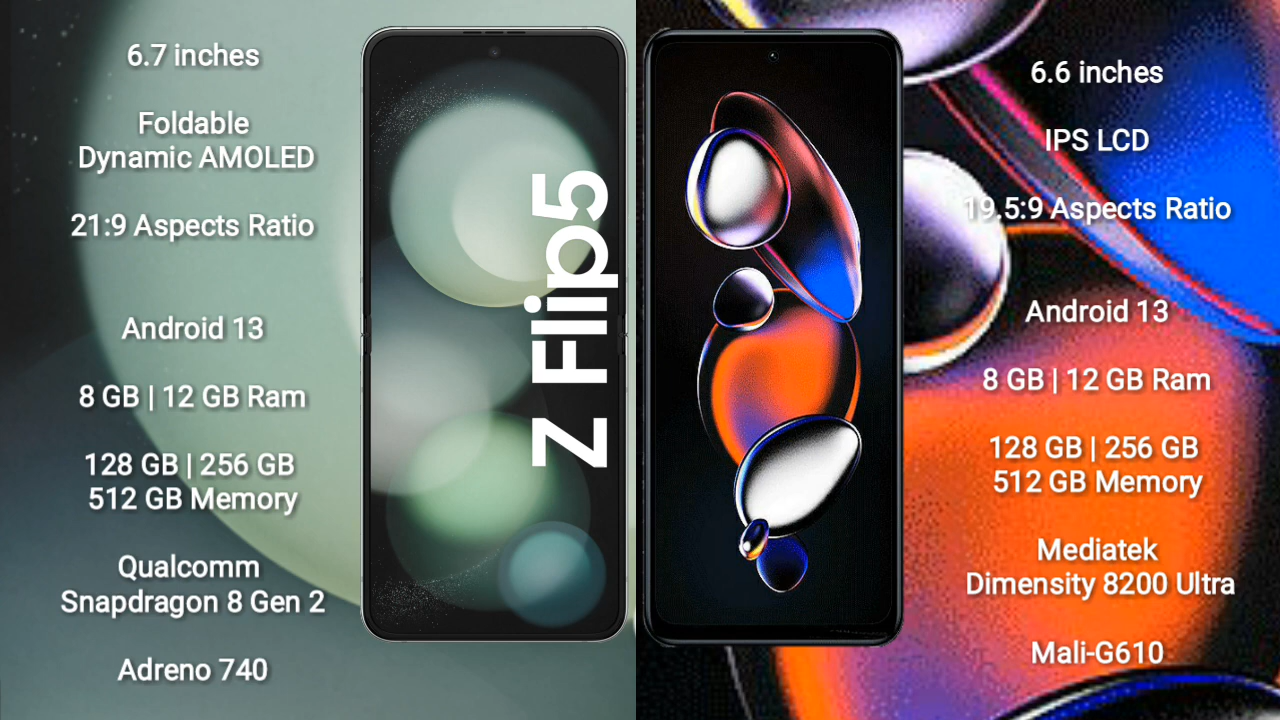 6.7 inches
Foldable
Dynamic AMOLED
21:9 Aspects Ratio
Android 13
8 GB | 12 GB Ram
128 GB | 256 GB
512 GB Memory
Qualcomm
Snapdragon 8 Gen 2
Adreno 740
Z Flip5
6.6 inches
IPS LCD
19.5:9 Aspects Ratio
Android 13
8 GB | 12 GB Ram
128 GB | 256 GB
512 GB Memory
Mediatek
Dimensity 8200 Ultra
Mali-G610